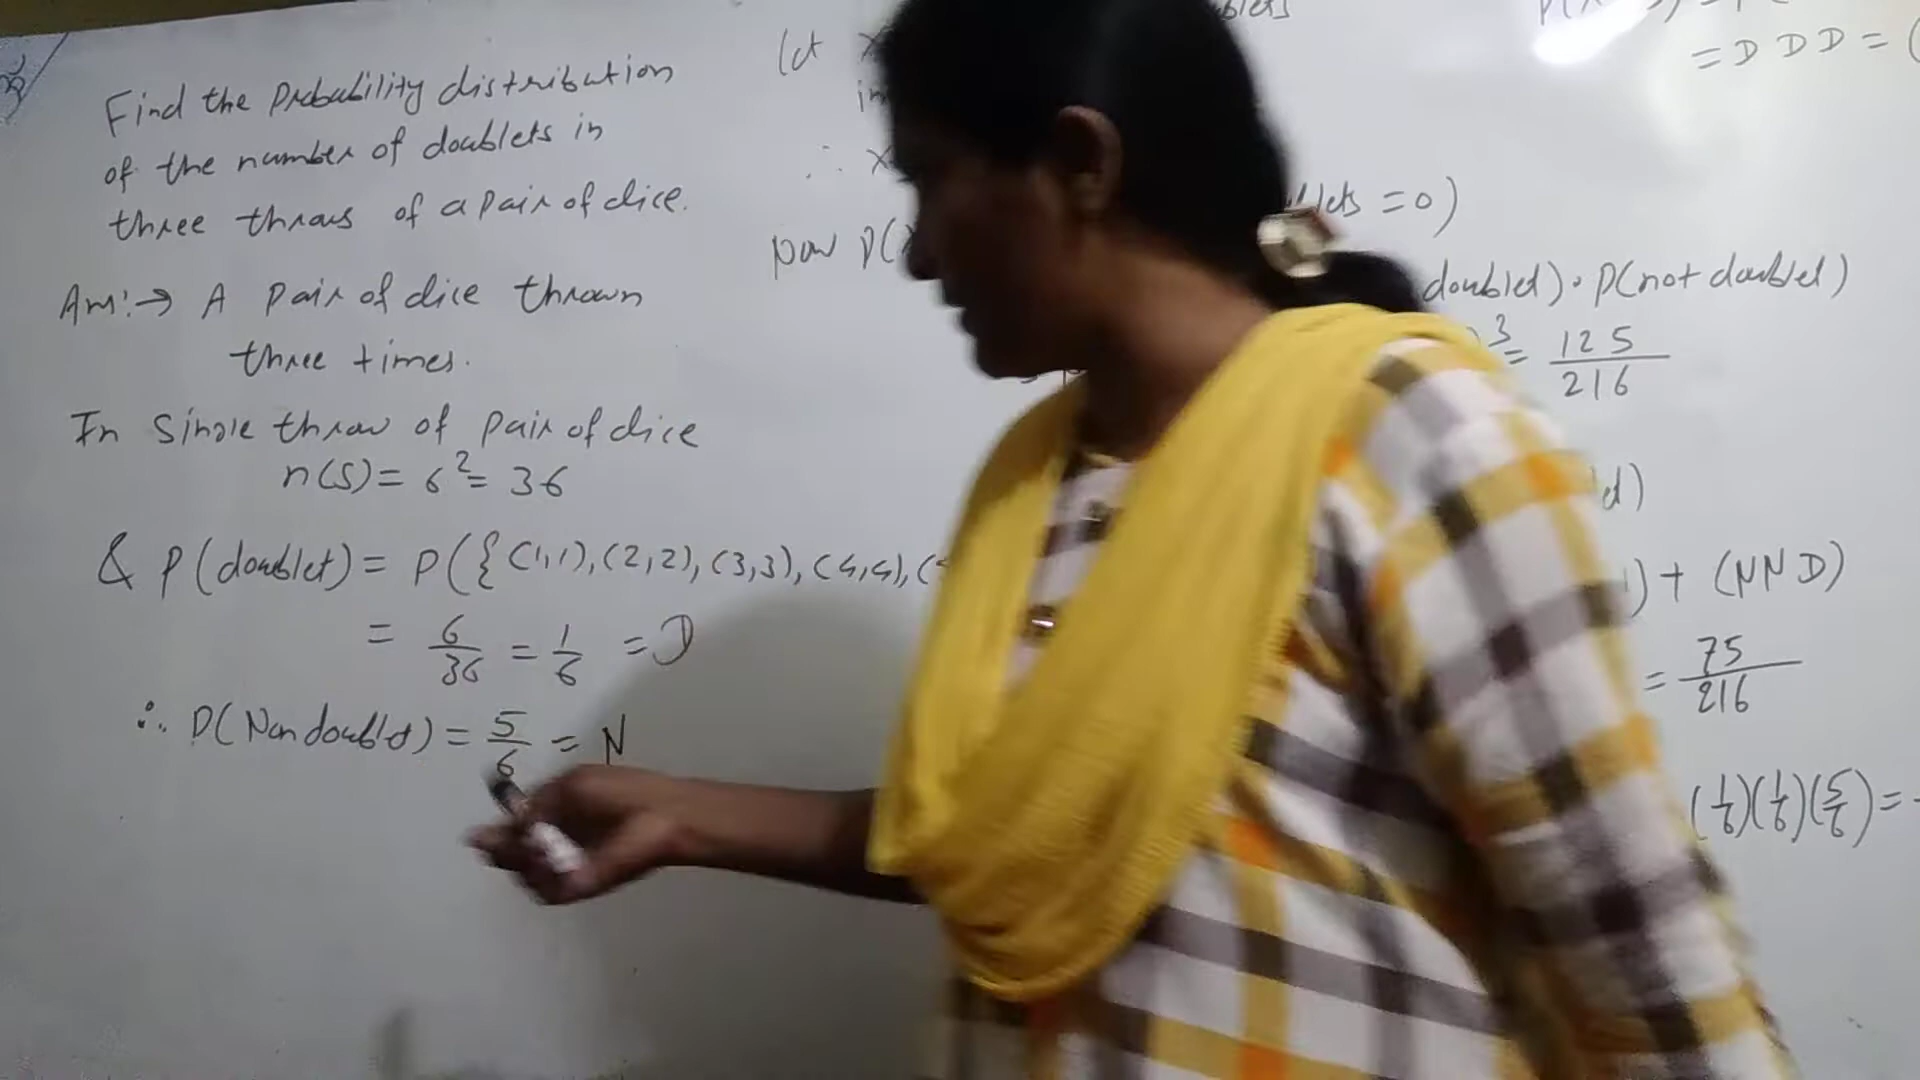 Find the Probability distribution
of the number of doublets in
three throws of a pair of dice.
Ans:→ A pair of dice thrown
three times.
In Single throw of pair of dice
n(S) = 6² = 36
& P(doublet) = P({(1,1),(2,2),(3,3),(4,4),(
= 6/36 = 1/6 = D
∴ P(Non doublet) = 5/6 = N
let X
in
∴ X
Now P(X
= 0)
doublet) · P(not doublet)
³ = 125/216
) + (NND)
= 75/216
(1/6)(1/6)(5/6) =
= D D D = (